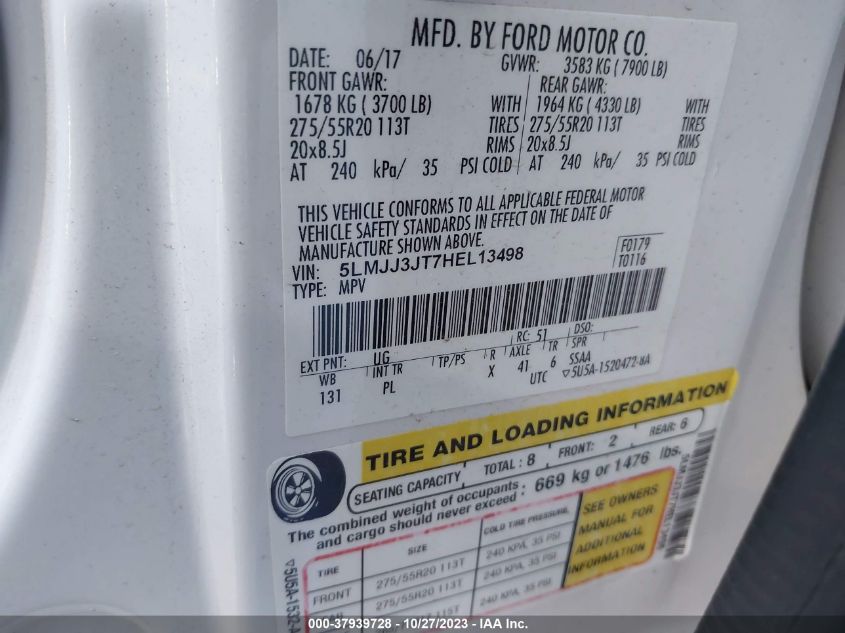 MFD. BY FORD MOTOR CO.
DATE: 06/17 GVWR: 3583 KG ( 7900 LB)
FRONT GAWR: REAR GAWR:
1678 KG ( 3700 LB) WITH 1964 KG ( 4330 LB) WITH
275/55R20 113T TIRES 275/55R20 113T TIRES
20x8.5J RIMS 20x8.5J RIMS
AT 240 kPa/ 35 PSI COLD AT 240 kPa/ 35 PSI COLD
THIS VEHICLE CONFORMS TO ALL APPLICABLE FEDERAL MOTOR
VEHICLE SAFETY STANDARDS IN EFFECT ON THE DATE OF
MANUFACTURE SHOWN ABOVE.
VIN: 5LMJJ3JT7HEL13498 F0179
TYPE: MPV T0116
EXT PNT: UG RC: 51 DSO:
WB INT TR TP/PS R AXLE TR SPR
131 PL X 41 6 SSAA
UTC ▽5U5A-1520472-BA
TIRE AND LOADING INFORMATION
SEATING CAPACITY TOTAL : 8 FRONT: 2 REAR: 6
The combined weight of occupants and cargo should never exceed : 669 kg or 1476 lbs.
TIRE SIZE COLD TIRE PRESSURE
FRONT 275/55R20 113T 240 KPA, 35 PSI
275/55R20 113T 240 KPA, 35 PSI
240 KPA, 35 PSI
SEE OWNERS
MANUAL FOR
ADDITIONAL
INFORMATION
000-37939728 - 10/27/2023 - IAA Inc.